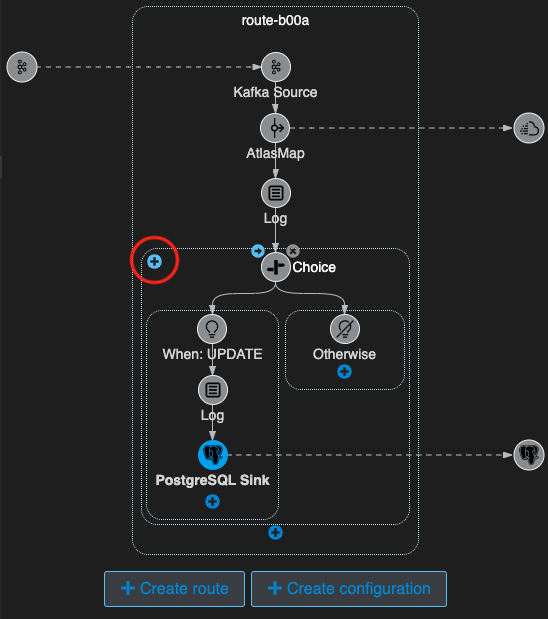 route-b00a
Kafka Source
AtlasMap
Log
Choice
When: UPDATE
Otherwise
Log
PostgreSQL Sink
Create route
Create configuration